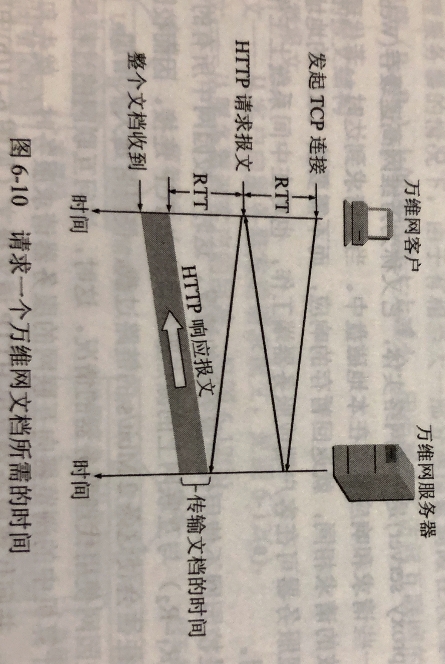 万维网客户
万维网服务器
发起 TCP 连接
RTT
HTTP 请求报文
RTT
HTTP 响应报文
传输文档的时间
整个文档收到
时间
时间
图 6-10 请求一个万维网文档所需的时间